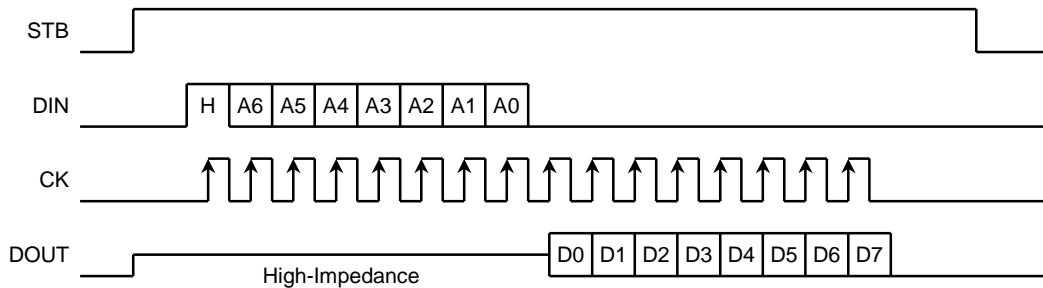 STB
DIN H A6 A5 A4 A3 A2 A1 A0
CK
DOUT D0 D1 D2 D3 D4 D5 D6 D7
High-Impedance